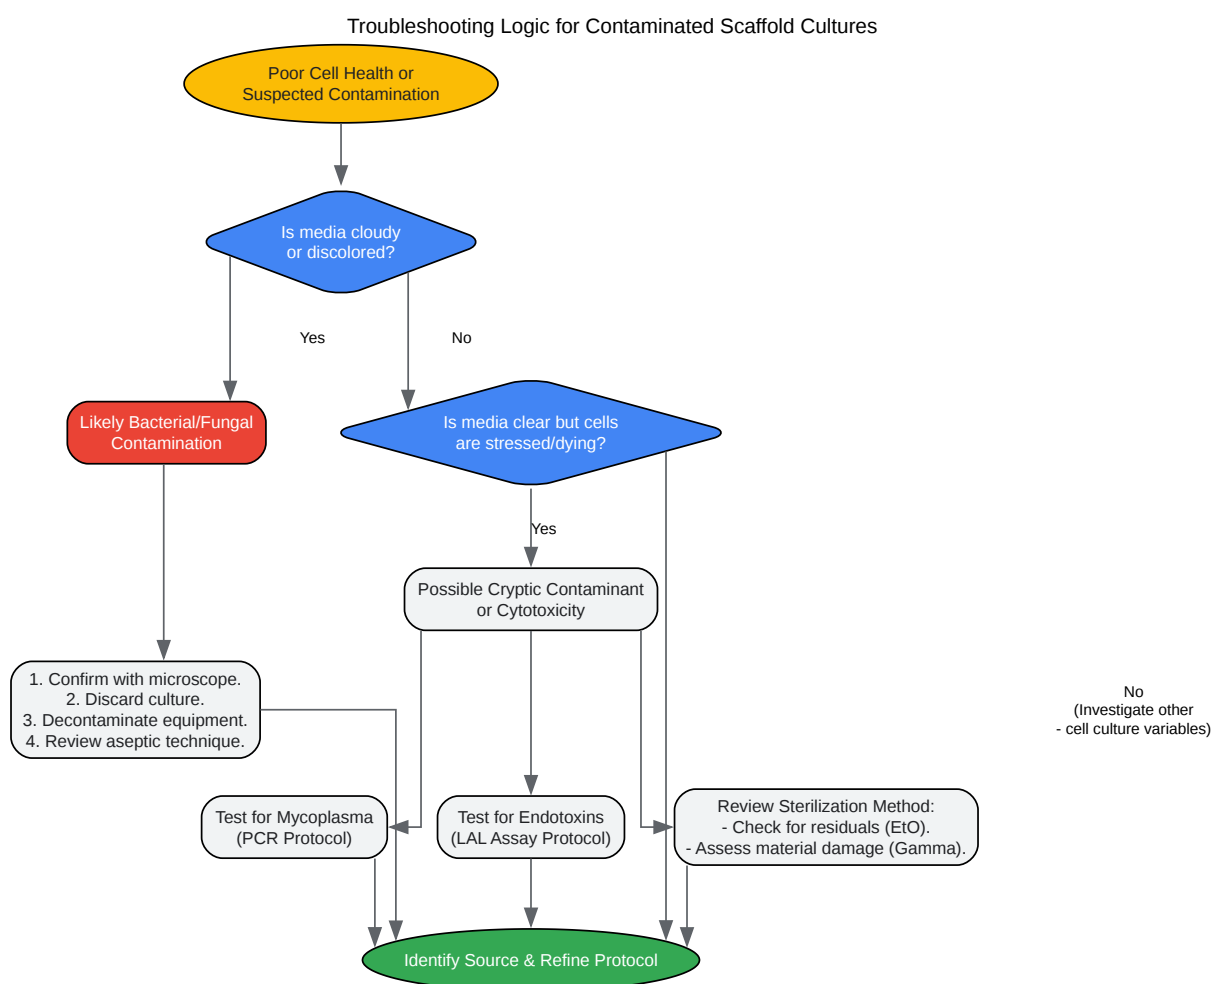 Troubleshooting Logic for Contaminated Scaffold Cultures
Poor Cell Health or
Suspected Contamination
Is media cloudy
or discolored?
Yes
No
Likely Bacterial/Fungal
Contamination
Is media clear but cells
are stressed/dying?
Yes
Possible Cryptic Contaminant
or Cytotoxicity
1. Confirm with microscope.
2. Discard culture.
3. Decontaminate equipment.
4. Review aseptic technique.
No
(Investigate other
- cell culture variables)
Test for Mycoplasma
(PCR Protocol)
Test for Endotoxins
(LAL Assay Protocol)
Review Sterilization Method:
- Check for residuals (EtO).
- Assess material damage (Gamma).
Identify Source & Refine Protocol